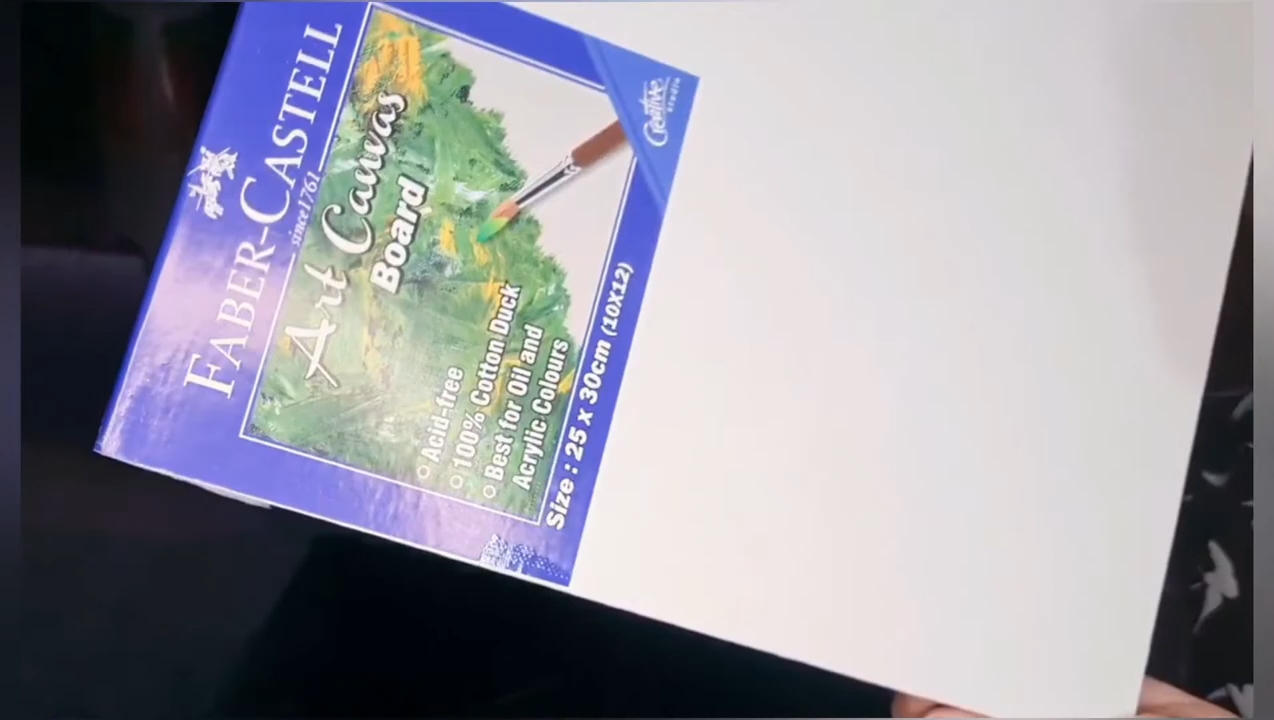 FABER-CASTELL
since 1761
Art Canvas
Board
Acid-free
100% Cotton Duck
Best for Oil and
Acrylic Colours
Size : 25 x 30cm (10X12)
Creative
studio